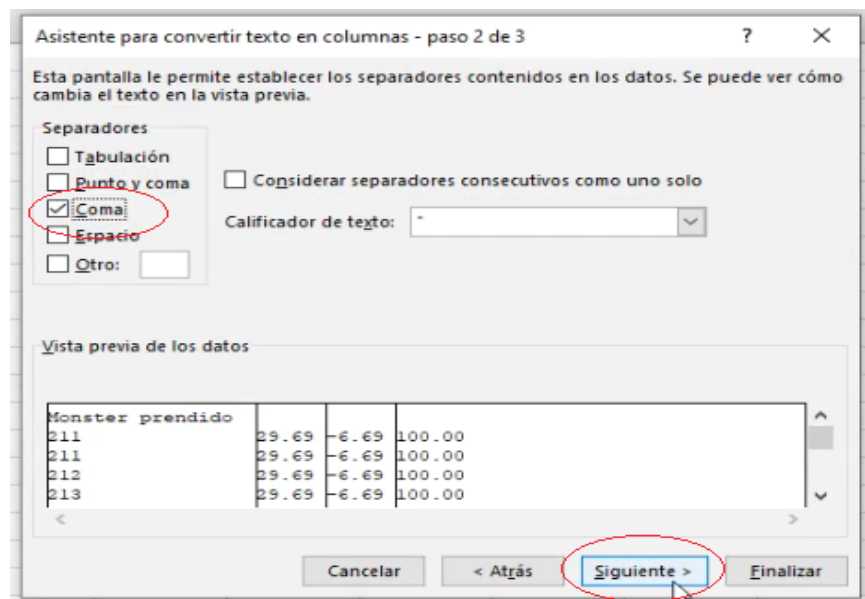 Asistente para convertir texto en columnas - paso 2 de 3 ?
Esta pantalla le permite establecer los separadores contenidos en los datos. Se puede ver cómo
cambia el texto en la vista previa.
Separadores
Tabulación
Punto y coma
Coma
Espacio
Otro:
Considerar separadores consecutivos como uno solo
Calificador de texto: "
Vista previa de los datos
Monster prendido
211 29.69 -6.69 100.00
211 29.69 -6.69 100.00
212 29.69 -6.69 100.00
213 29.69 -6.69 100.00
Cancelar < Atrás Siguiente > Finalizar